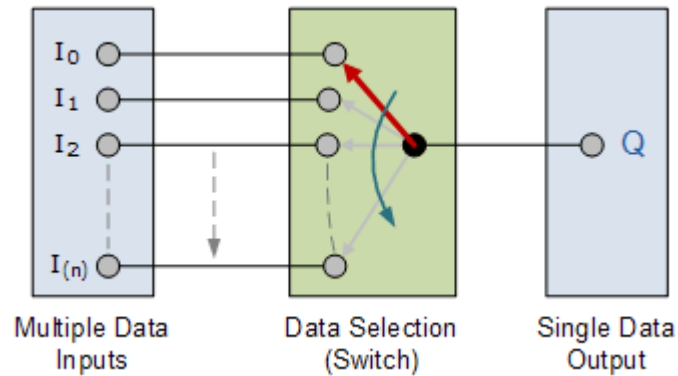 I0
I1
I2
I(n)
Q
Multiple Data
Inputs
Data Selection
(Switch)
Single Data
Output